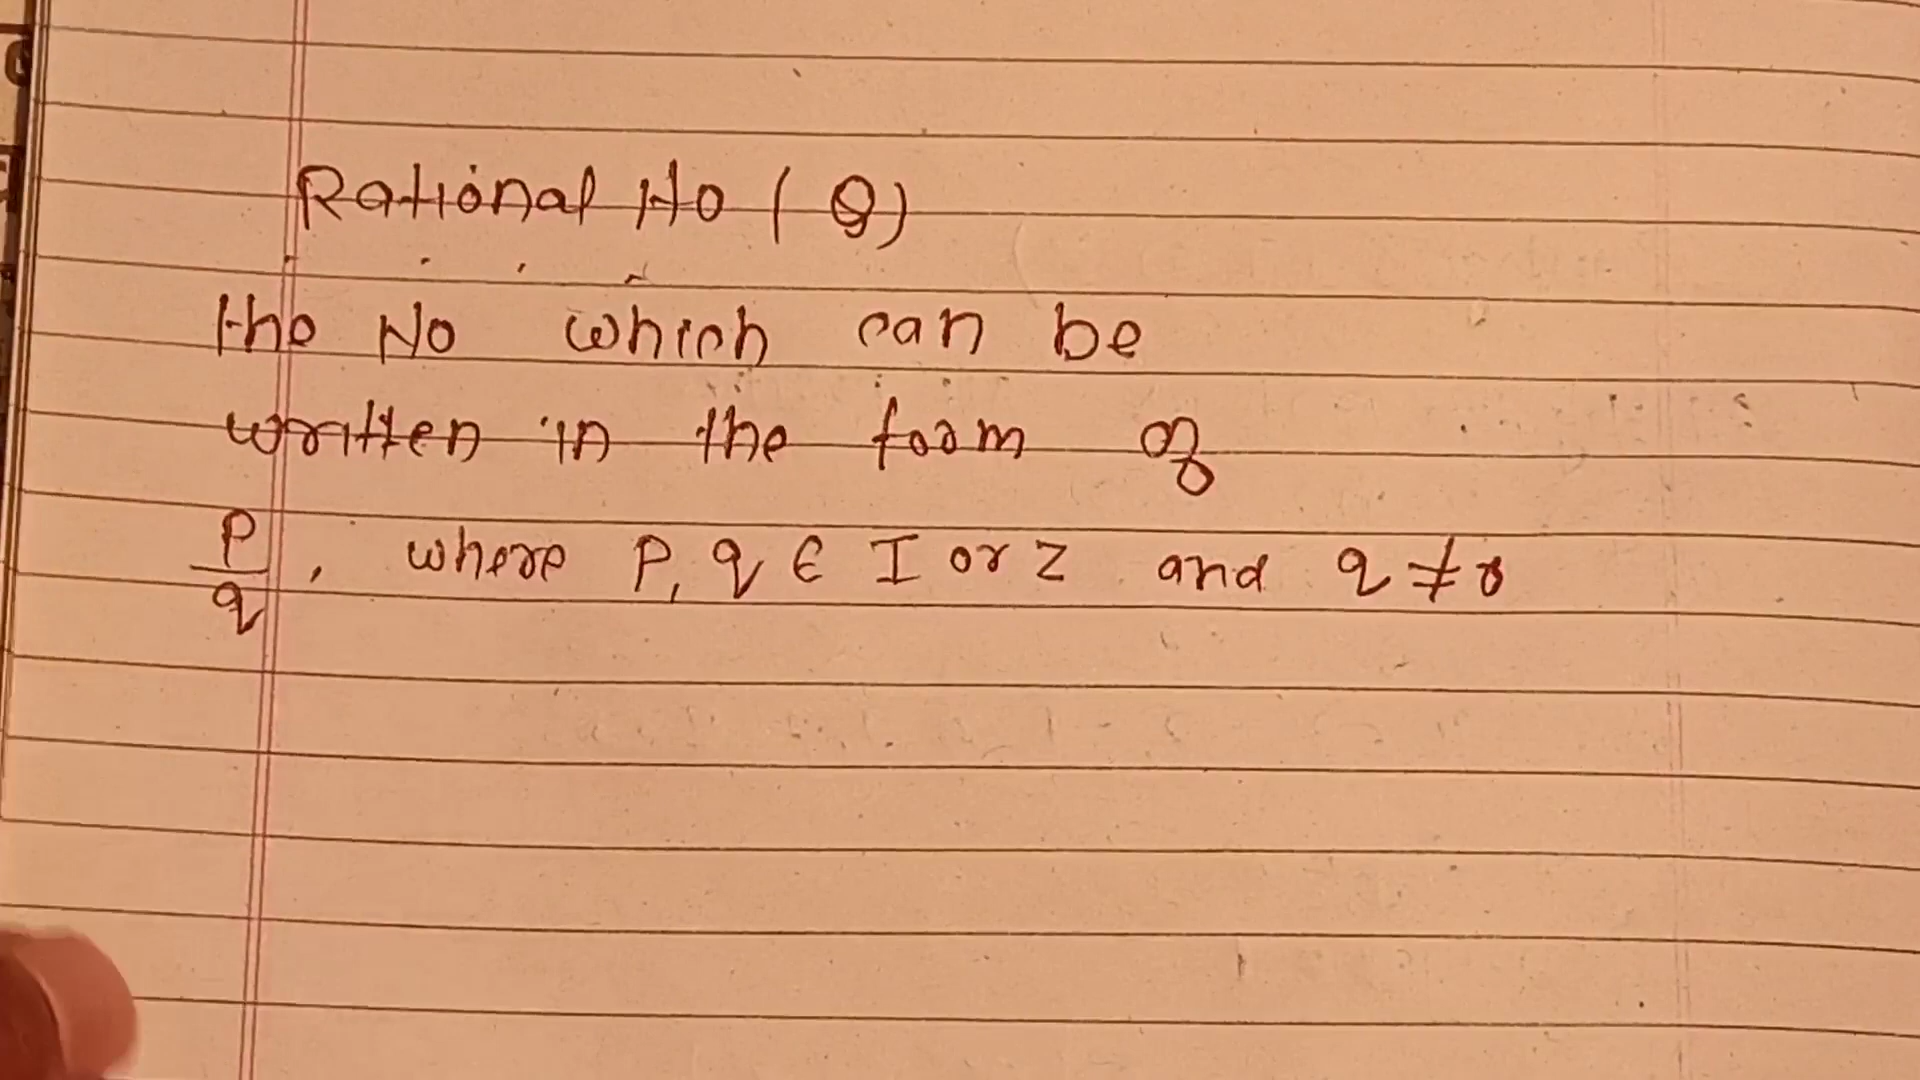 Rational No (Q)
the No which can be
written in the form of
P/q, where P, q ∈ I or Z and q ≠ 0